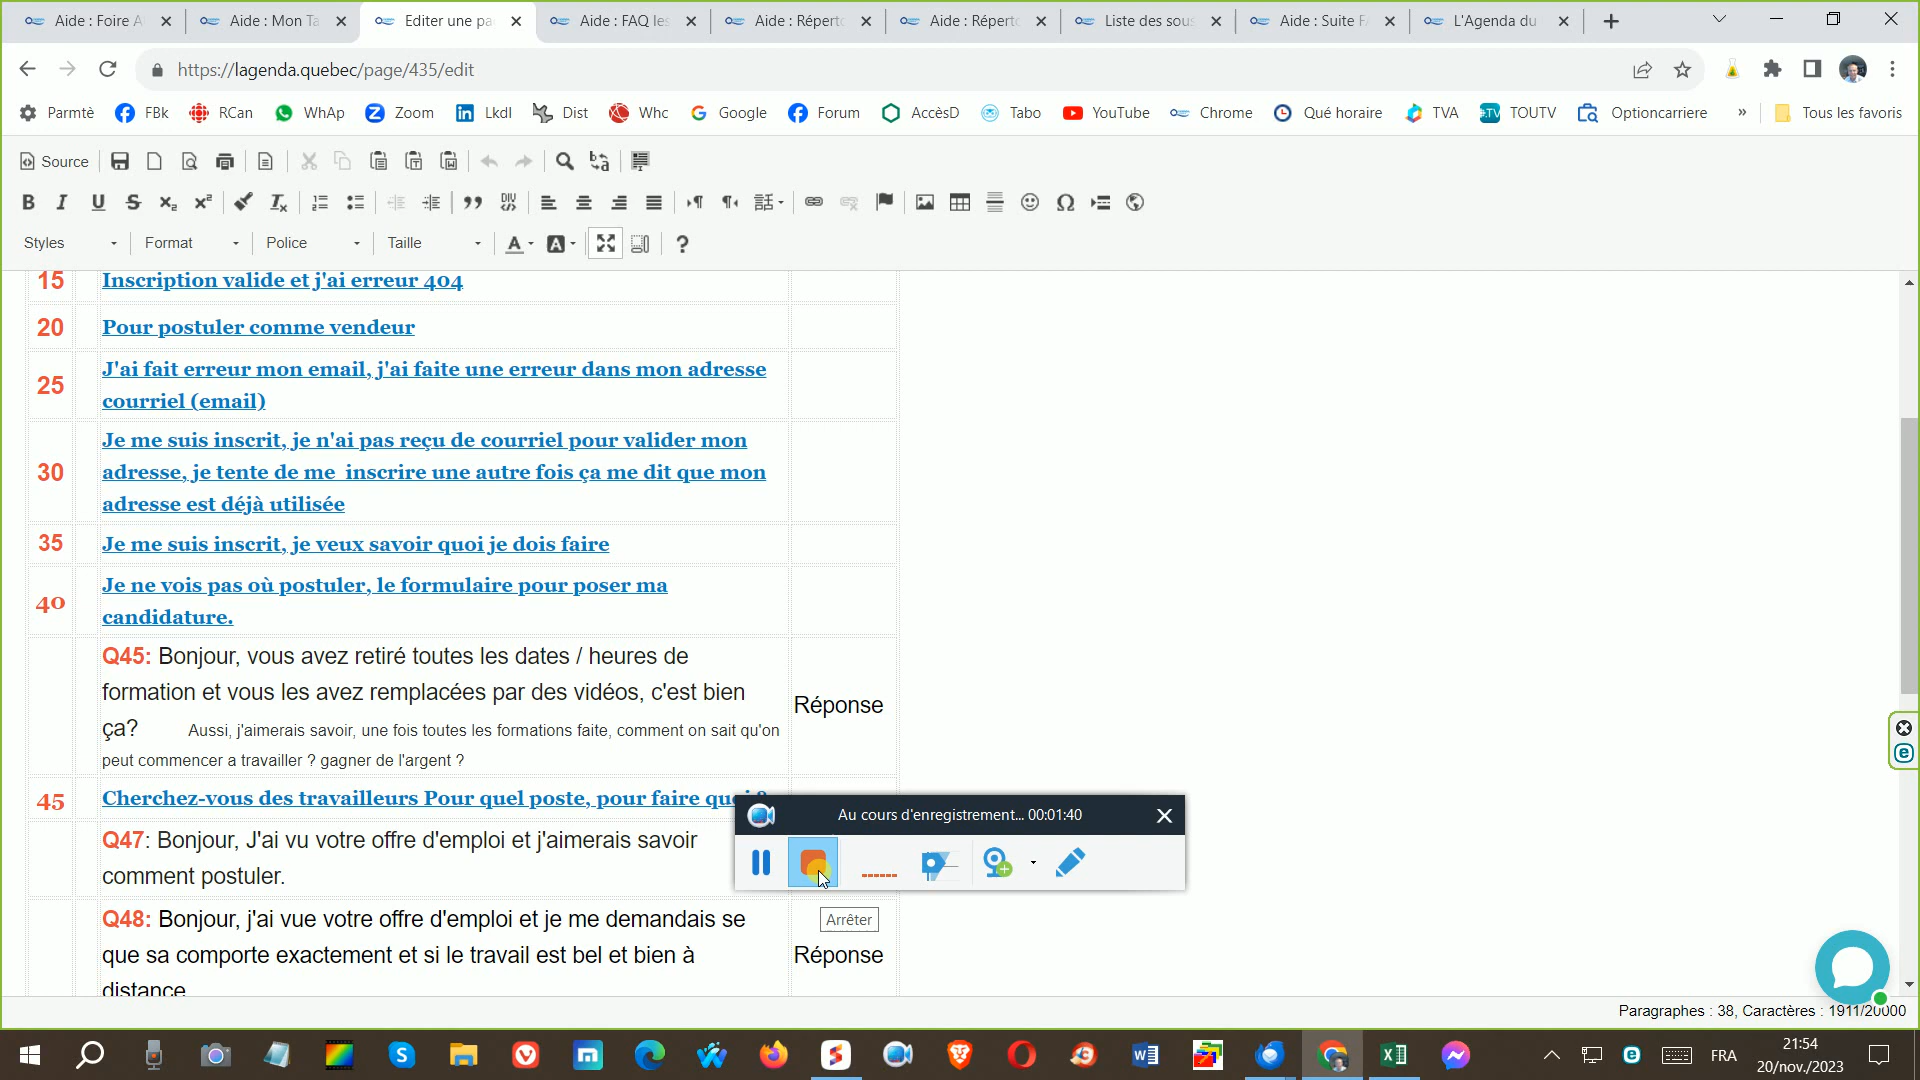 Aide : Foire A
Aide : Mon Ta
Editer une pa
Aide : FAQ les
Aide : Réperto
Aide : Réperto
Liste des sous
Aide : Suite FA
L'Agenda du
https://lagenda.quebec/page/435/edit
Parmtè
FBk
RCan
WhAp
Zoom
Lkdl
Dist
Whc
Google
Forum
AccèsD
Tabo
YouTube
Chrome
Qué horaire
TVA
TOUTV
Optioncarriere
»
Tous les favoris
Source
Styles
Format
Police
Taille
15 Inscription valide et j'ai erreur 404
20 Pour postuler comme vendeur
25 J'ai fait erreur mon email, j'ai faite une erreur dans mon adresse
courriel (email)
30 Je me suis inscrit, je n'ai pas reçu de courriel pour valider mon
adresse, je tente de me inscrire une autre fois ça me dit que mon
adresse est déjà utilisée
35 Je me suis inscrit, je veux savoir quoi je dois faire
40 Je ne vois pas où postuler, le formulaire pour poser ma
candidature.
Q45: Bonjour, vous avez retiré toutes les dates / heures de
formation et vous les avez remplacées par des vidéos, c'est bien
ça? Aussi, j'aimerais savoir, une fois toutes les formations faite, comment on sait qu'on
peut commencer a travailler ? gagner de l'argent ?
Réponse
45 Cherchez-vous des travailleurs Pour quel poste, pour faire quoi ?
Q47: Bonjour, J'ai vu votre offre d'emploi et j'aimerais savoir
comment postuler.
Q48: Bonjour, j'ai vue votre offre d'emploi et je me demandais se
que sa comporte exactement et si le travail est bel et bien à
distance
Réponse
Au cours d'enregistrement... 00:01:40
Arrêter
Paragraphes : 38, Caractères : 1911/20000
FRA
21:54
20/nov./2023